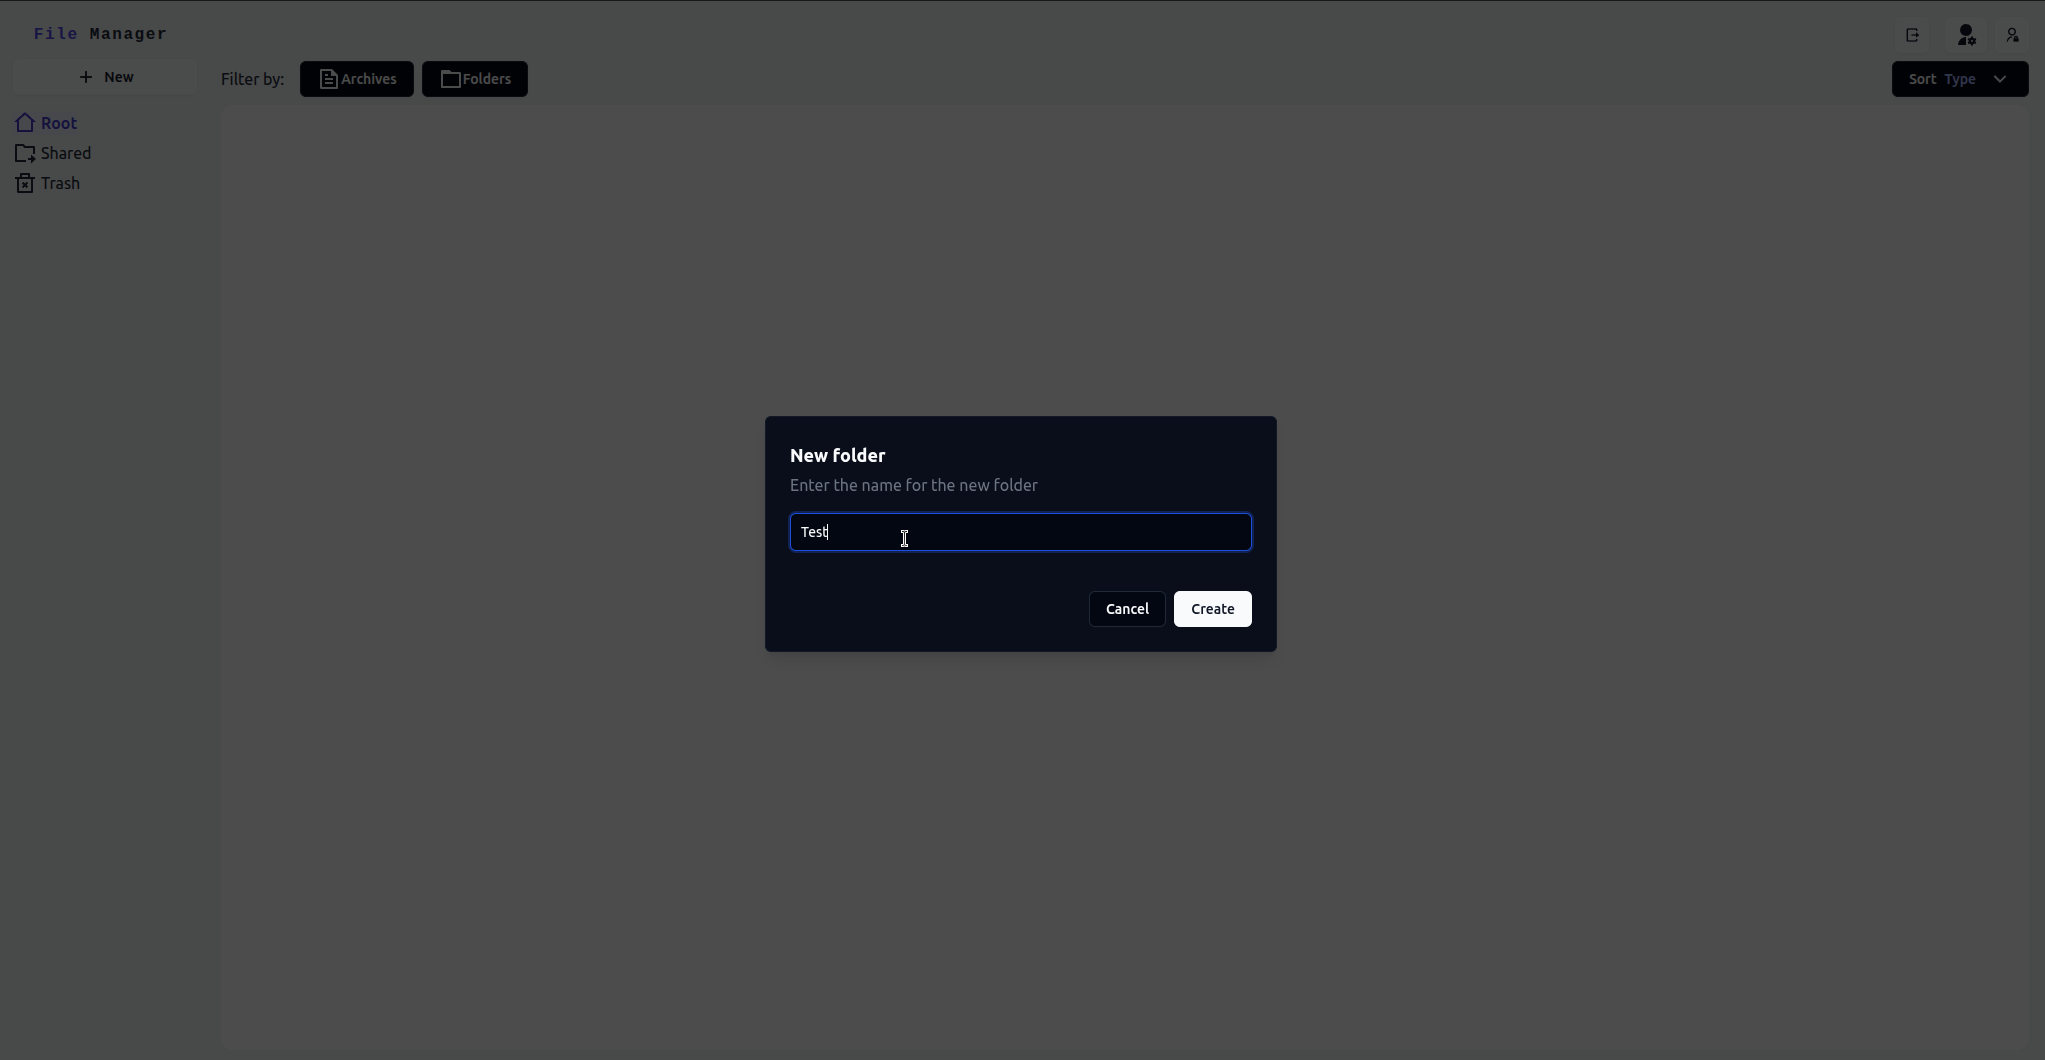 File Manager
New
Filter by:
Archives
Folders
Sort Type
Root
Shared
Trash
New folder
Enter the name for the new folder
Test
Cancel
Create